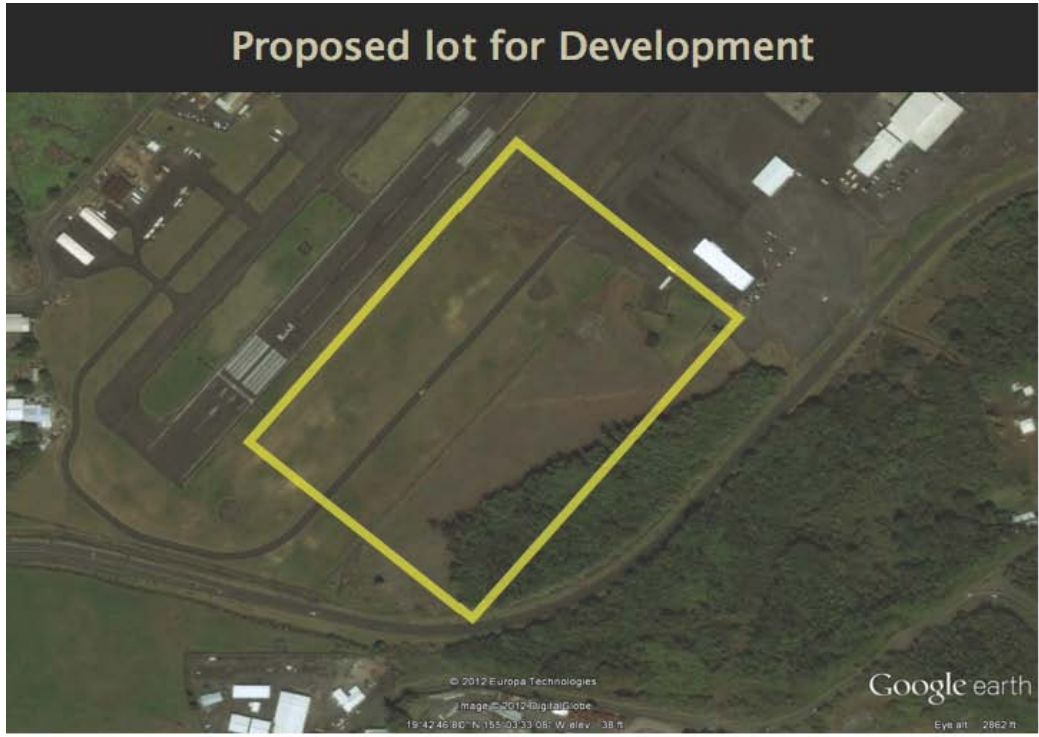 Proposed lot for Development
© 2012 Europa Technologies
Image © 2012 DigitalGlobe
19°42'46.80" N 155°03'33.08" W elev 38 ft
Google earth
Eye alt 2862 ft